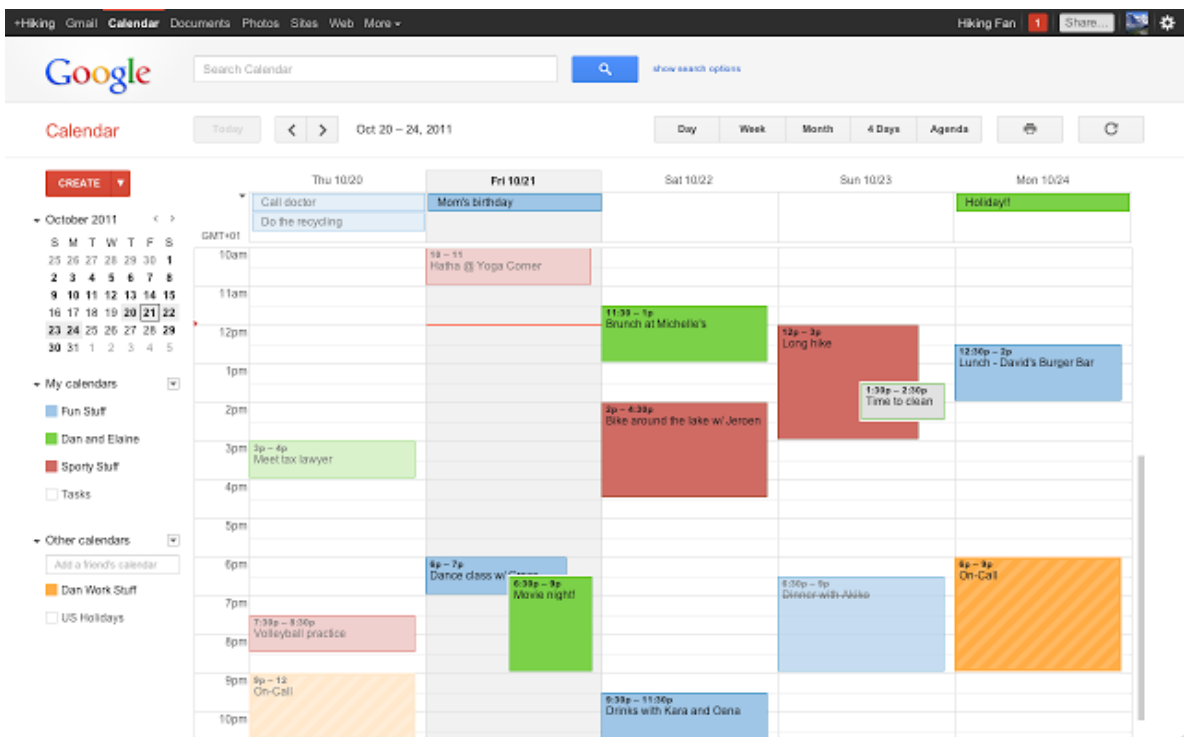 +Hiking Gmail Calendar Documents Photos Sites Web More
Hiking Fan 1 Share...
Google
Search Calendar
show search options
Calendar
Today
Oct 20 – 24, 2011
Day Week Month 4 Days Agenda
CREATE
October 2011
S M T W T F S
25 26 27 28 29 30 1
2 3 4 5 6 7 8
9 10 11 12 13 14 15
16 17 18 19 20 21 22
23 24 25 26 27 28 29
30 31 1 2 3 4 5
My calendars
Fun Stuff
Dan and Elaine
Sporty Stuff
Tasks
Other calendars
Add a friend's calendar
Dan Work Stuff
US Holidays
Thu 10/20 Fri 10/21 Sat 10/22 Sun 10/23 Mon 10/24
Call doctor
Do the recycling
Mom's birthday
Holiday!!
GMT+01
10am
11am
12pm
1pm
2pm
3pm
4pm
5pm
6pm
7pm
8pm
9pm
10pm
3p – 4p
Meet tax lawyer
7:30p – 8:30p
Volleyball practice
9p – 12
On-Call
10 – 11
Hatha @ Yoga Corner
6p – 7p
Dance class w/
6:30p – 9p
Movie night!
11:30 – 1p
Brunch at Michelle's
2p – 4:30p
Bike around the lake w/ Jeroen
9:30p – 11:30p
Drinks with Kara and Oana
12p – 3p
Long hike
1:30p – 2:30p
Time to clean
6:30p – 9p
Dinner with Akiko
12:30p – 2p
Lunch - David's Burger Bar
6p – 9p
On-Call